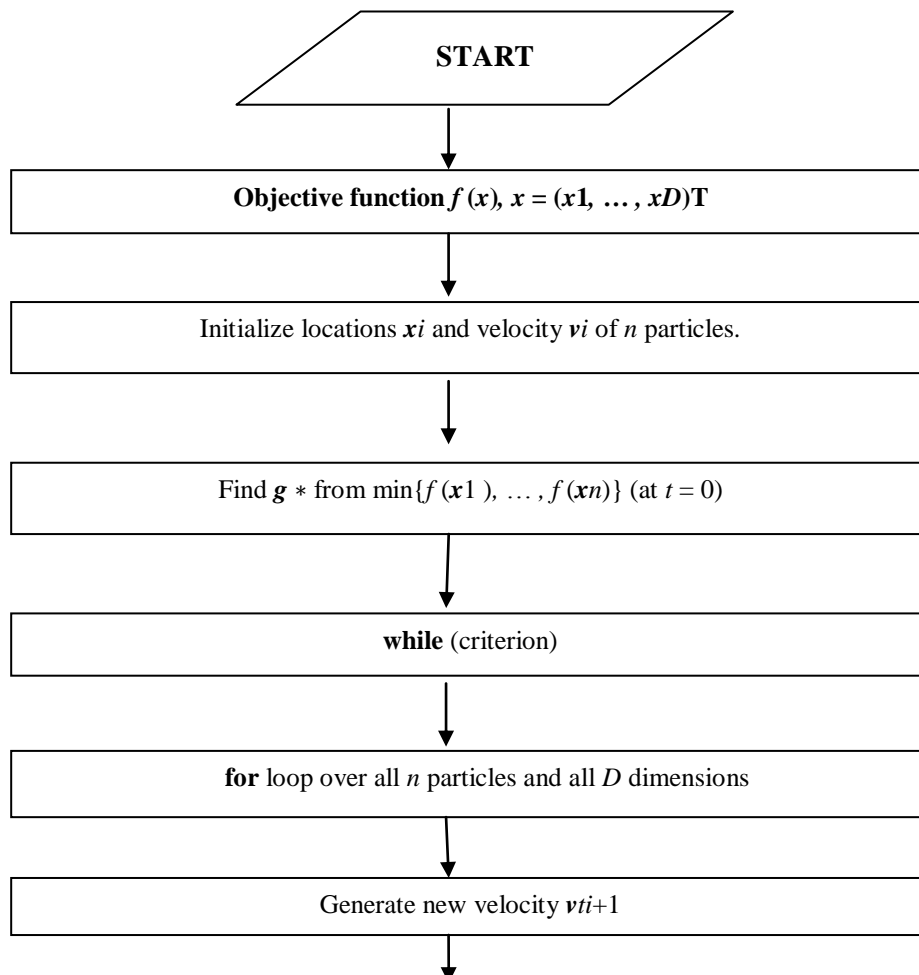 START
Objective function f (x), x = (x1, … , xD)T
Initialize locations xi and velocity vi of n particles.
Find g ∗ from min{f (x1 ), … , f (xn)} (at t = 0)
while (criterion)
for loop over all n particles and all D dimensions
Generate new velocity vti+1